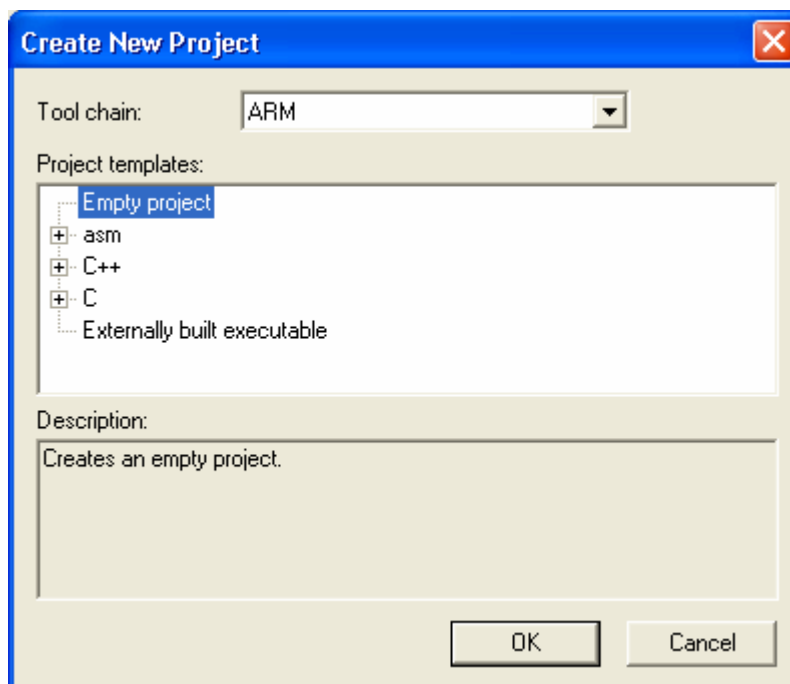 Create New Project
Tool chain: ARM
Project templates:
Empty project
asm
C++
C
Externally built executable
Description:
Creates an empty project.
OK Cancel